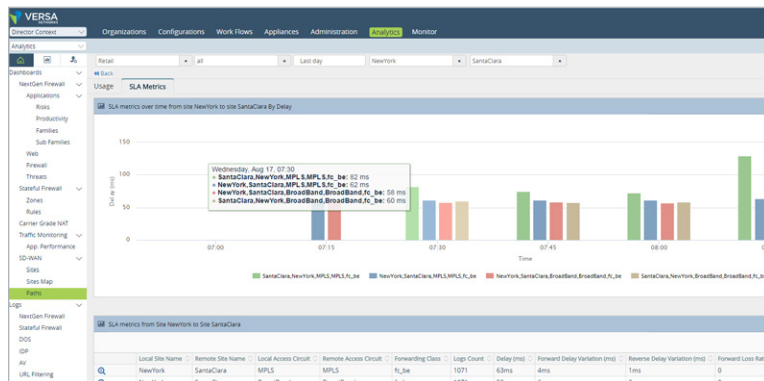 VERSA
NETWORKS
Director Context
Organizations Configurations Work Flows Appliances Administration Analytics Monitor
Analytics
Retail all Last day NewYork SantaClara
Back
Dashboards
NextGen Firewall
Applications
Risks
Productivity
Families
Sub Families
Web
Firewall
Threats
Stateful Firewall
Zones
Rules
Carrier Grade NAT
Traffic Monitoring
App. Performance
SD-WAN
Sites
Sites Map
Paths
Logs
NextGen Firewall
Stateful Firewall
DOS
IDP
AV
URL Filtering
Usage SLA Metrics
SLA metrics over time from site NewYork to site SantaClara By Delay
150
100
50
0
Delay (ms)
Wednesday, Aug 17, 07:30
SantaClara,NewYork,MPLS,MPLS,fc_be: 82 ms
NewYork,SantaClara,MPLS,MPLS,fc_be: 62 ms
NewYork,SantaClara,BroadBand,BroadBand,fc_be: 58 ms
SantaClara,NewYork,BroadBand,BroadBand,fc_be: 60 ms
07:00 07:15 07:30 07:45 08:00
Time
SantaClara,NewYork,MPLS,MPLS,fc_be NewYork,SantaClara,MPLS,MPLS,fc_be NewYork,SantaClara,BroadBand,BroadBand,fc_be SantaClara,NewYork,BroadBand,BroadBand,fc_b
SLA metrics from Site NewYork to Site SantaClara
Local Site Name Remote Site Name Local Access Circuit Remote Access Circuit Forwarding Class Logs Count Delay (ms) Forward Delay Variation (ms) Reverse Delay Variation (ms) Forward Loss Rat
NewYork SantaClara MPLS MPLS fc_be 1071 63ms 4ms 1ms 0